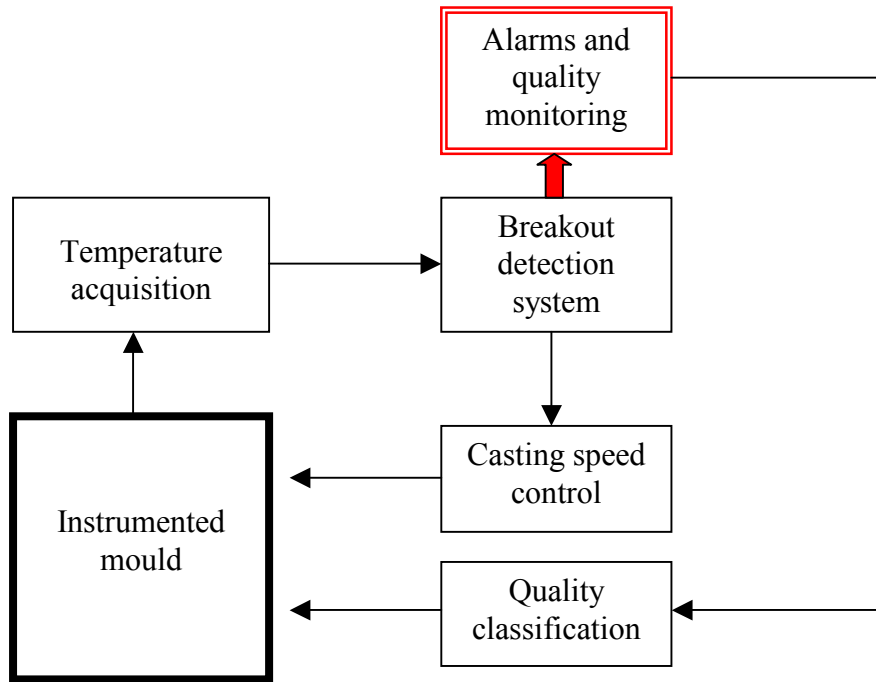 Alarms and
quality
monitoring
Temperature
acquisition
Breakout
detection
system
Casting speed
control
Instrumented
mould
Quality
classification